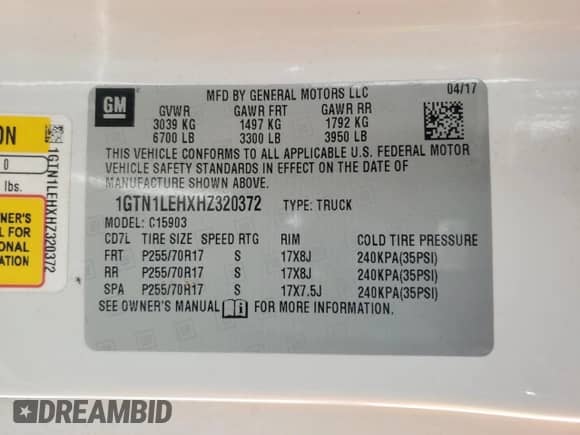 GM
MFD BY GENERAL MOTORS LLC 04/17
GVWR GAWR FRT GAWR RR
3039 KG 1497 KG 1792 KG
6700 LB 3300 LB 3950 LB
THIS VEHICLE CONFORMS TO ALL APPLICABLE U.S. FEDERAL MOTOR
VEHICLE SAFETY STANDARDS IN EFFECT ON THE DATE OF
MANUFACTURE SHOWN ABOVE.
1GTN1LEHXHZ320372 TYPE: TRUCK
MODEL: C15903
CD7L TIRE SIZE SPEED RTG RIM COLD TIRE PRESSURE
FRT P255/70R17 S 17X8J 240KPA(35PSI)
RR P255/70R17 S 17X8J 240KPA(35PSI)
SPA P255/70R17 S 17X7.5J 240KPA(35PSI)
SEE OWNER'S MANUAL FOR MORE INFORMATION.
ON
0
lbs.
NER'S
L FOR
IONAL
MATION
1GTN1LEHXHZ320372
DREAMBID